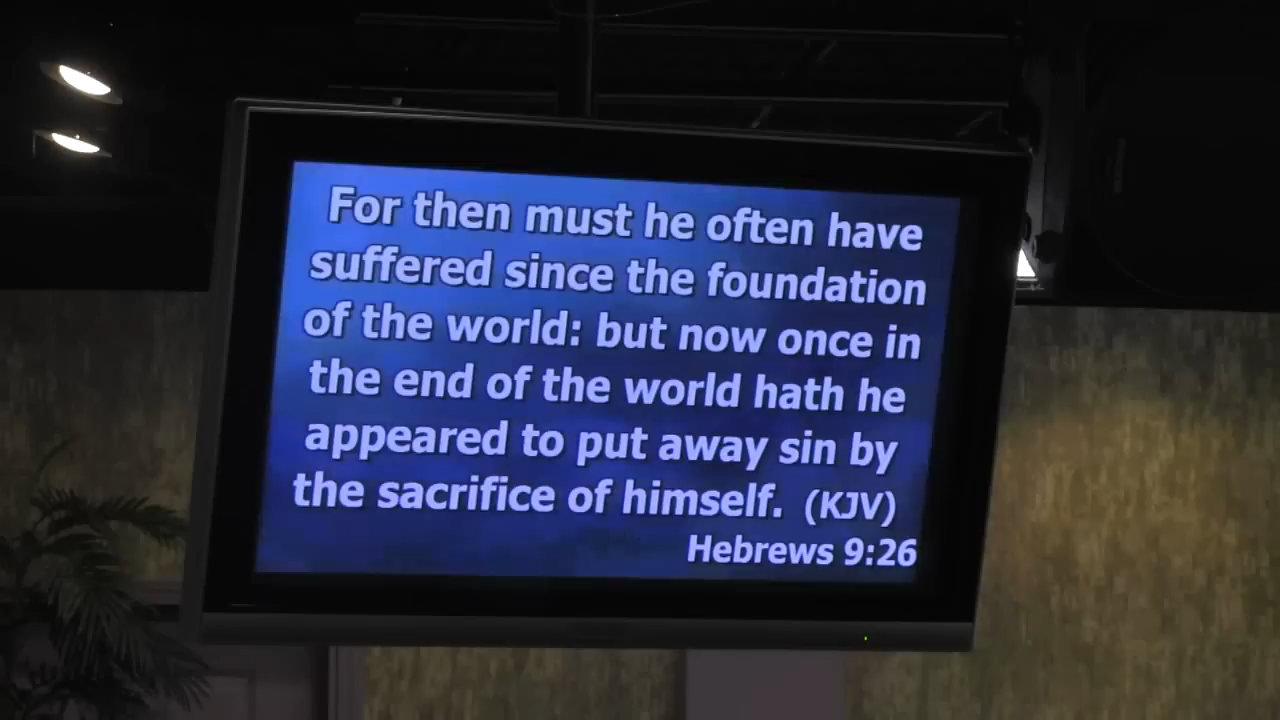 For then must he often have
suffered since the foundation
of the world: but now once in
the end of the world hath he
appeared to put away sin by
the sacrifice of himself. (KJV)
Hebrews 9:26